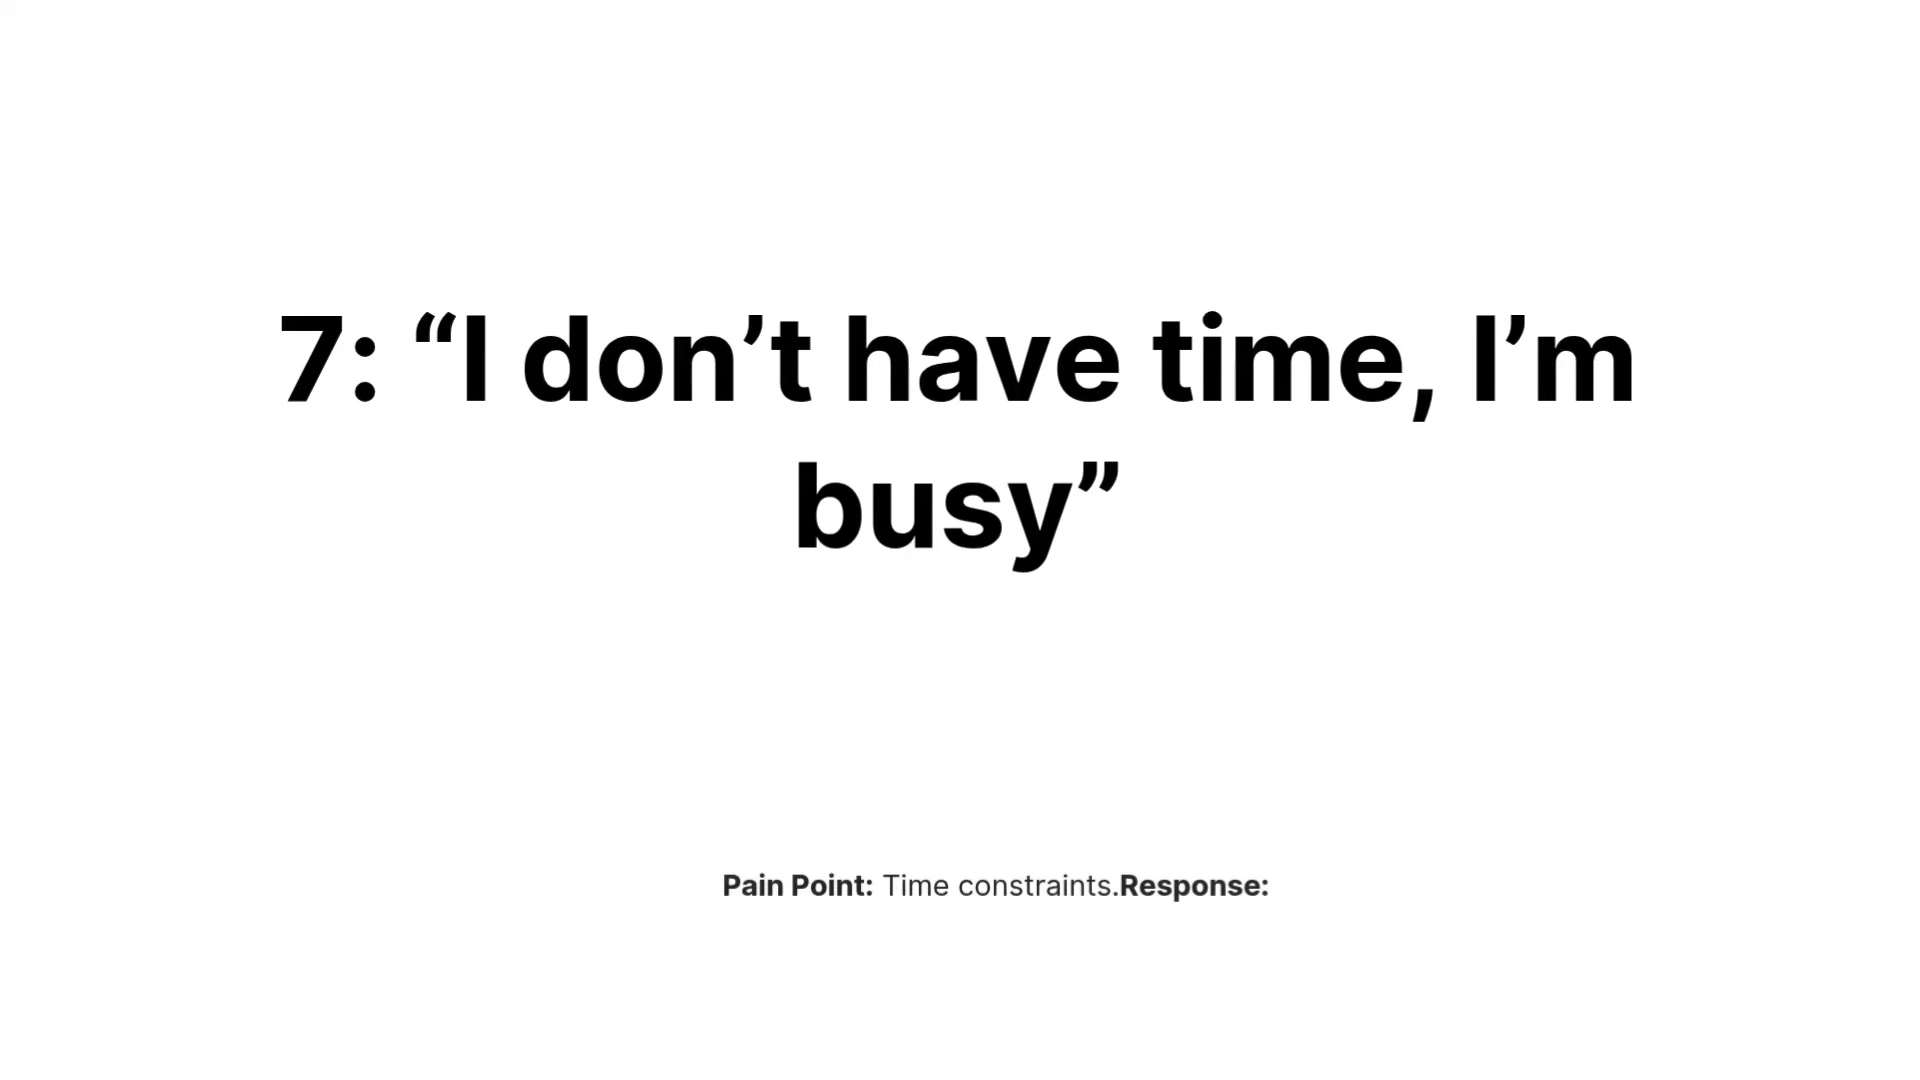 7: “I don’t have time, I’m
busy”
Pain Point: Time constraints.Response: